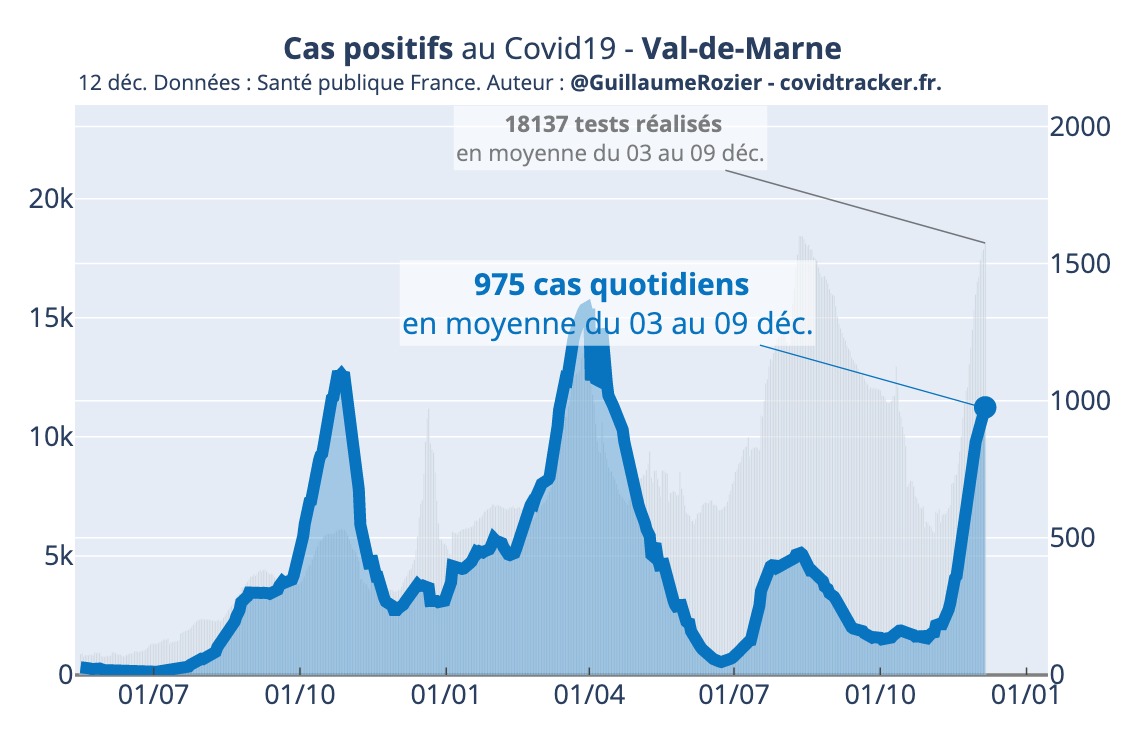 Cas positifs au Covid19 - Val-de-Marne
12 déc. Données : Santé publique France. Auteur : @GuillaumeRozier - covidtracker.fr.
18137 tests réalisés
en moyenne du 03 au 09 déc.
975 cas quotidiens
en moyenne du 03 au 09 déc.
20k
15k
10k
5k
0
2000
1500
1000
500
0
01/07
01/10
01/01
01/04
01/07
01/10
01/01